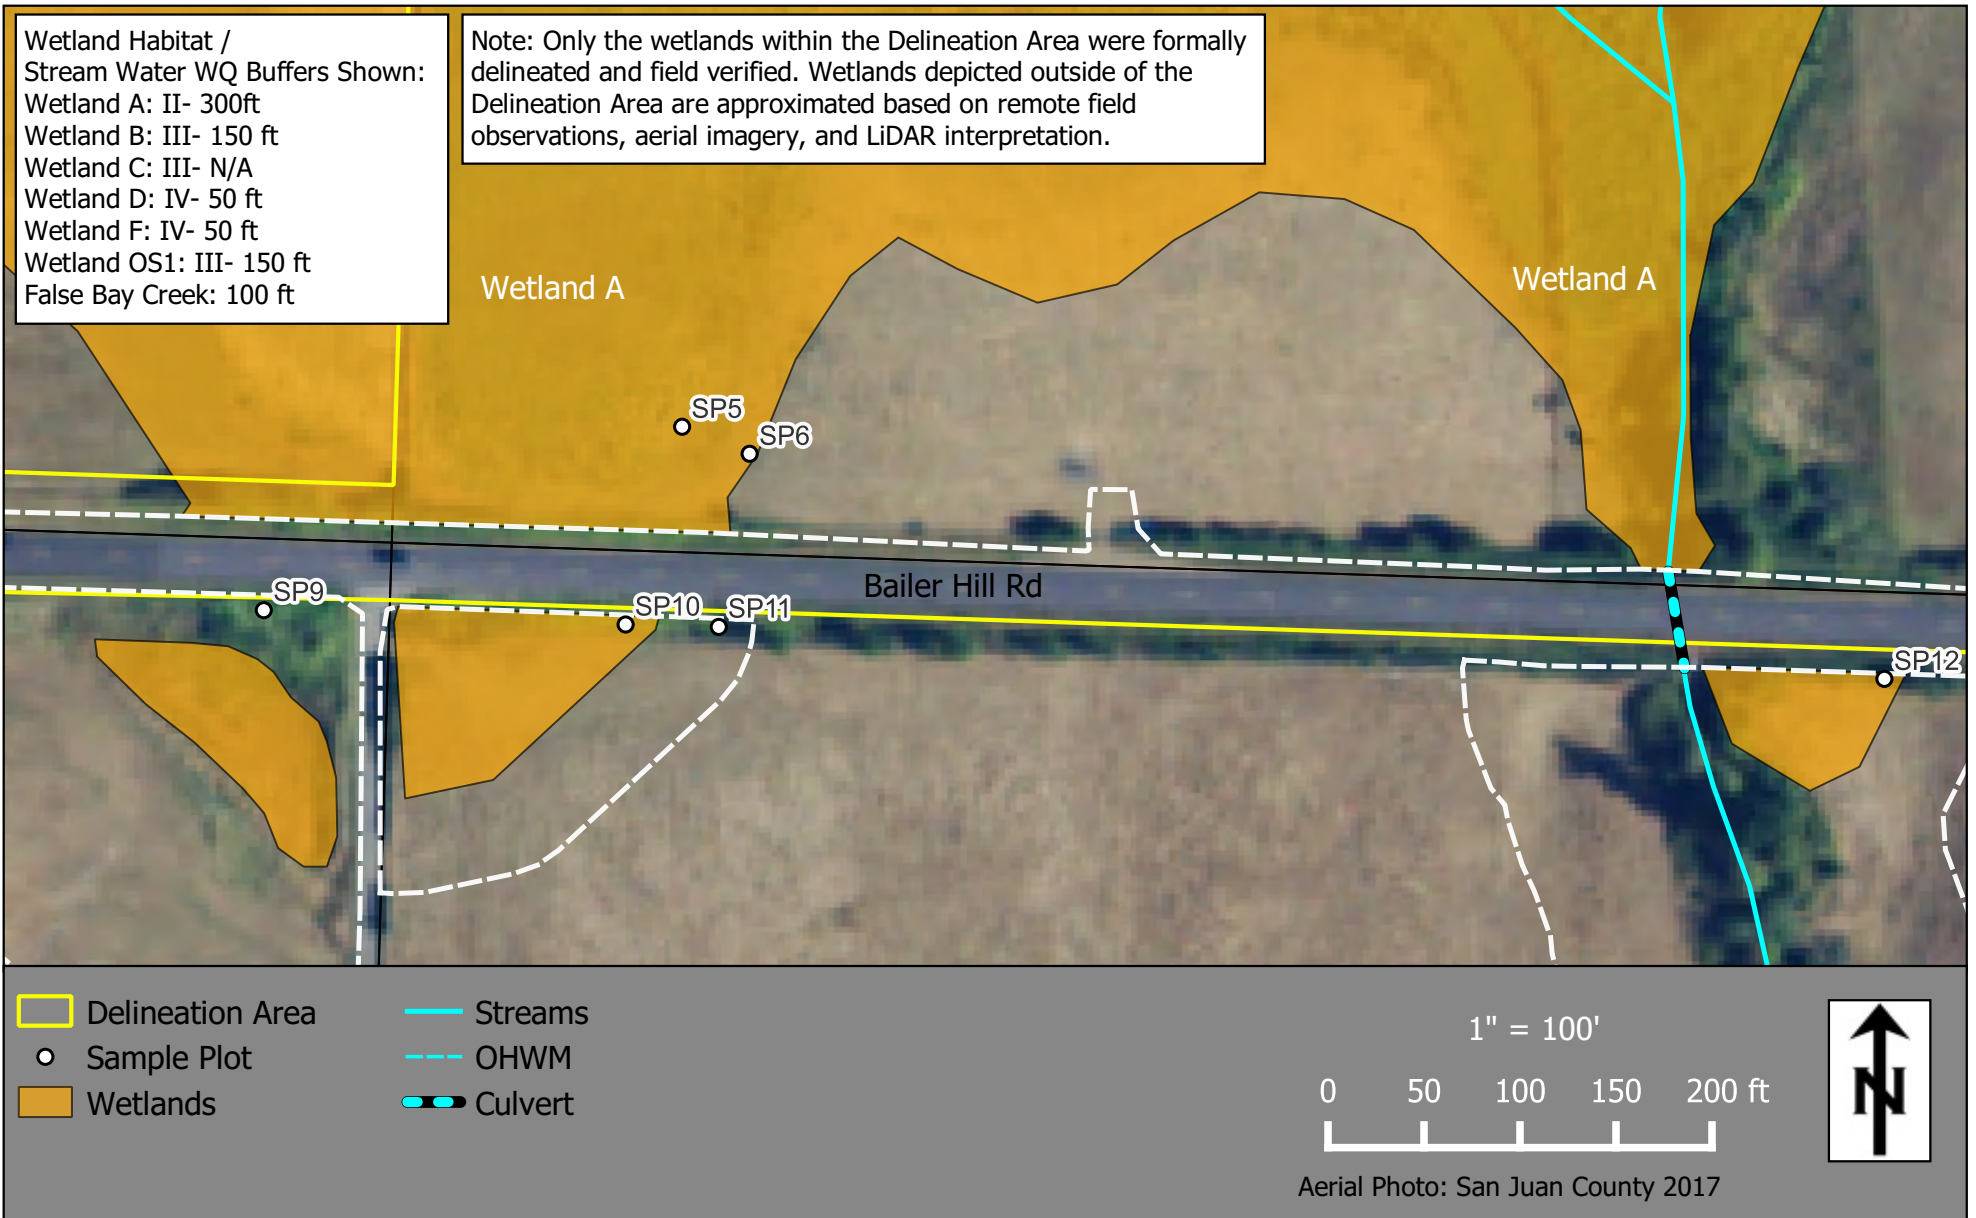 Wetland Habitat /
Stream Water WQ Buffers Shown:
Wetland A: II- 300ft
Wetland B: III- 150 ft
Wetland C: III- N/A
Wetland D: IV- 50 ft
Wetland F: IV- 50 ft
Wetland OS1: III- 150 ft
False Bay Creek: 100 ft
Note: Only the wetlands within the Delineation Area were formally
delineated and field verified. Wetlands depicted outside of the
Delineation Area are approximated based on remote field
observations, aerial imagery, and LiDAR interpretation.
Wetland A
Wetland A
SP5
SP6
Bailer Hill Rd
SP9
SP10
SP11
SP12
Delineation Area
Sample Plot
Wetlands
Streams
OHWM
Culvert
1" = 100'
0 50 100 150 200 ft
Aerial Photo: San Juan County 2017
N